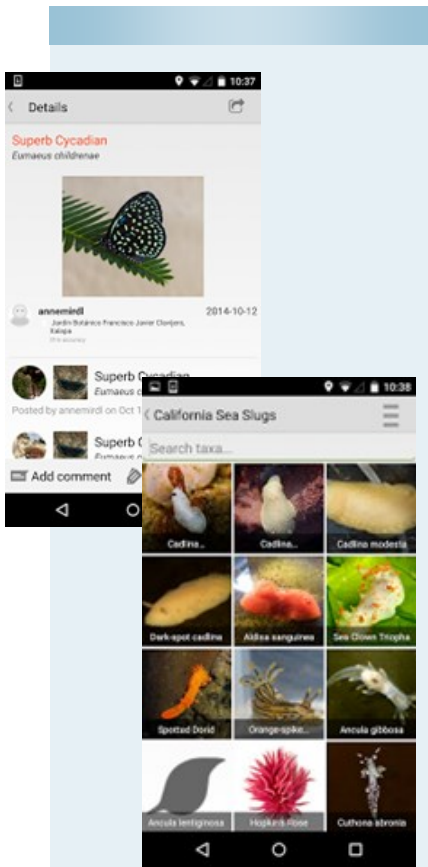 10:37
Details
Superb Cycadian
Eumaeus childrenae
annemirdl
2014-10-12
Jardín Botánico Francisco Javier Clavijero,
Xalapa
Superb Cycadian
Eumaeus c
Posted by annemirdl on Oct 1
Superb C
Add comment
10:38
California Sea Slugs
Search taxa...
Cadlina...
Cadlina...
Cadlina modesta
Dark-spot cadlina
Aldisa sanguinea
Sea Clown Triopha
Spotted Dorid
Orange-spike...
Ancula gibbosa
Ancula lentiginosa
Hopkins Rose
Cuthona abronia